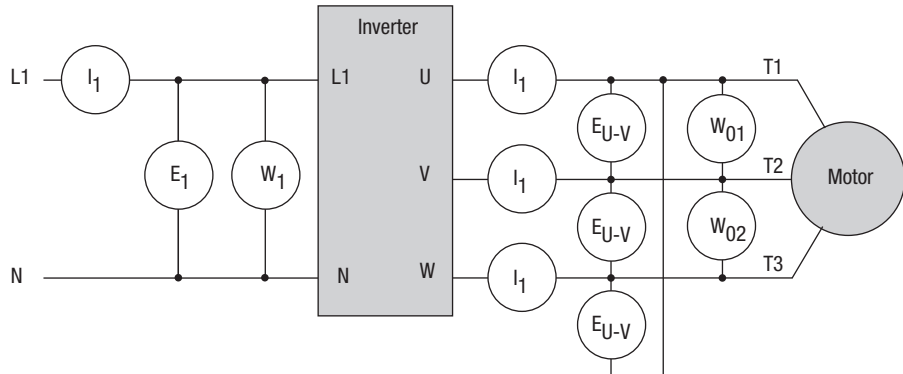 Inverter
L1
I1
L1
U
I1
T1
EU-V
W01
E1
W1
V
I1
T2
Motor
EU-V
W02
N
N
W
I1
T3
EU-V